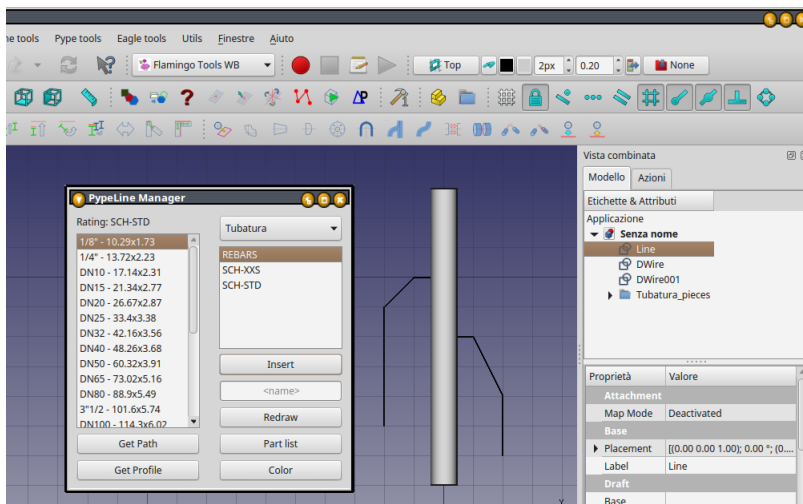 ne tools Pype tools Eagle tools Utils Finestre Aiuto
Flamingo Tools WB
Top
2px
0.20
None
Vista combinata
Modello Azioni
Etichette & Attributi
Applicazione
Senza nome
Line
DWire
DWire001
Tubatura_pieces
PypeLine Manager
Rating: SCH-STD
1/8" - 10.29x1.73
1/4" - 13.72x2.23
DN10 - 17.14x2.31
DN15 - 21.34x2.77
DN20 - 26.67x2.87
DN25 - 33.4x3.38
DN32 - 42.16x3.56
DN40 - 48.26x3.68
DN50 - 60.32x3.91
DN65 - 73.02x5.16
DN80 - 88.9x5.49
3"1/2 - 101.6x5.74
DN100 - 114.3x6.02
Get Path
Get Profile
Tubatura
REBARS
SCH-XXS
SCH-STD
Insert
<name>
Redraw
Part list
Color
Proprietà Valore
Attachment
Map Mode Deactivated
Base
Placement [(0.00 0.00 1.00); 0.00 °; (0....
Label Line
Draft
Base
Y